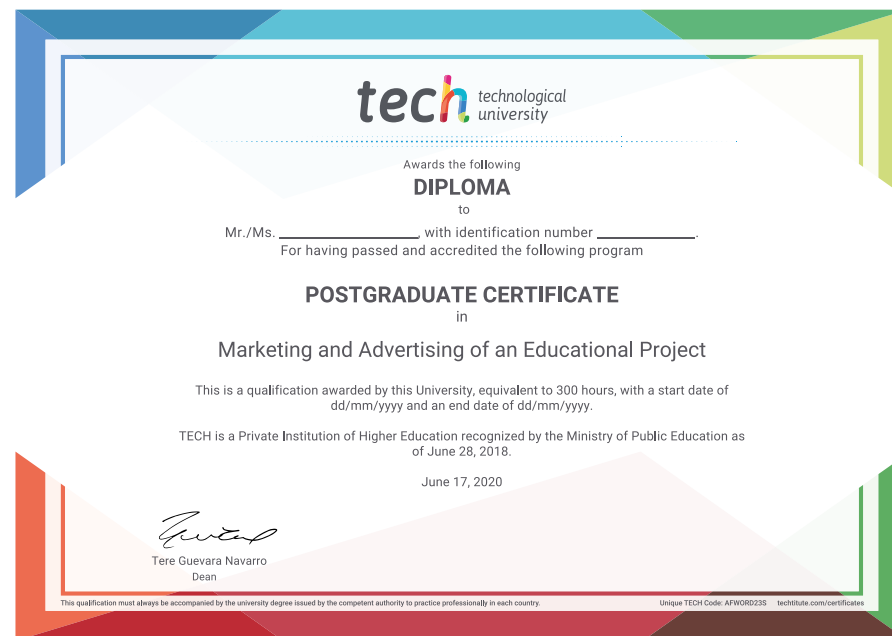 tech technological
university
Awards the following
DIPLOMA
to
Mr./Ms. ____________________, with identification number ______________.
For having passed and accredited the following program
POSTGRADUATE CERTIFICATE
in
Marketing and Advertising of an Educational Project
This is a qualification awarded by this University, equivalent to 300 hours, with a start date of
dd/mm/yyyy and an end date of dd/mm/yyyy.
TECH is a Private Institution of Higher Education recognized by the Ministry of Public Education as
of June 28, 2018.
June 17, 2020
Tere Guevara Navarro
Dean
This qualification must always be accompanied by the university degree issued by the competent authority to practice professionally in each country. Unique TECH Code: AFWORD23S techtitute.com/certificates